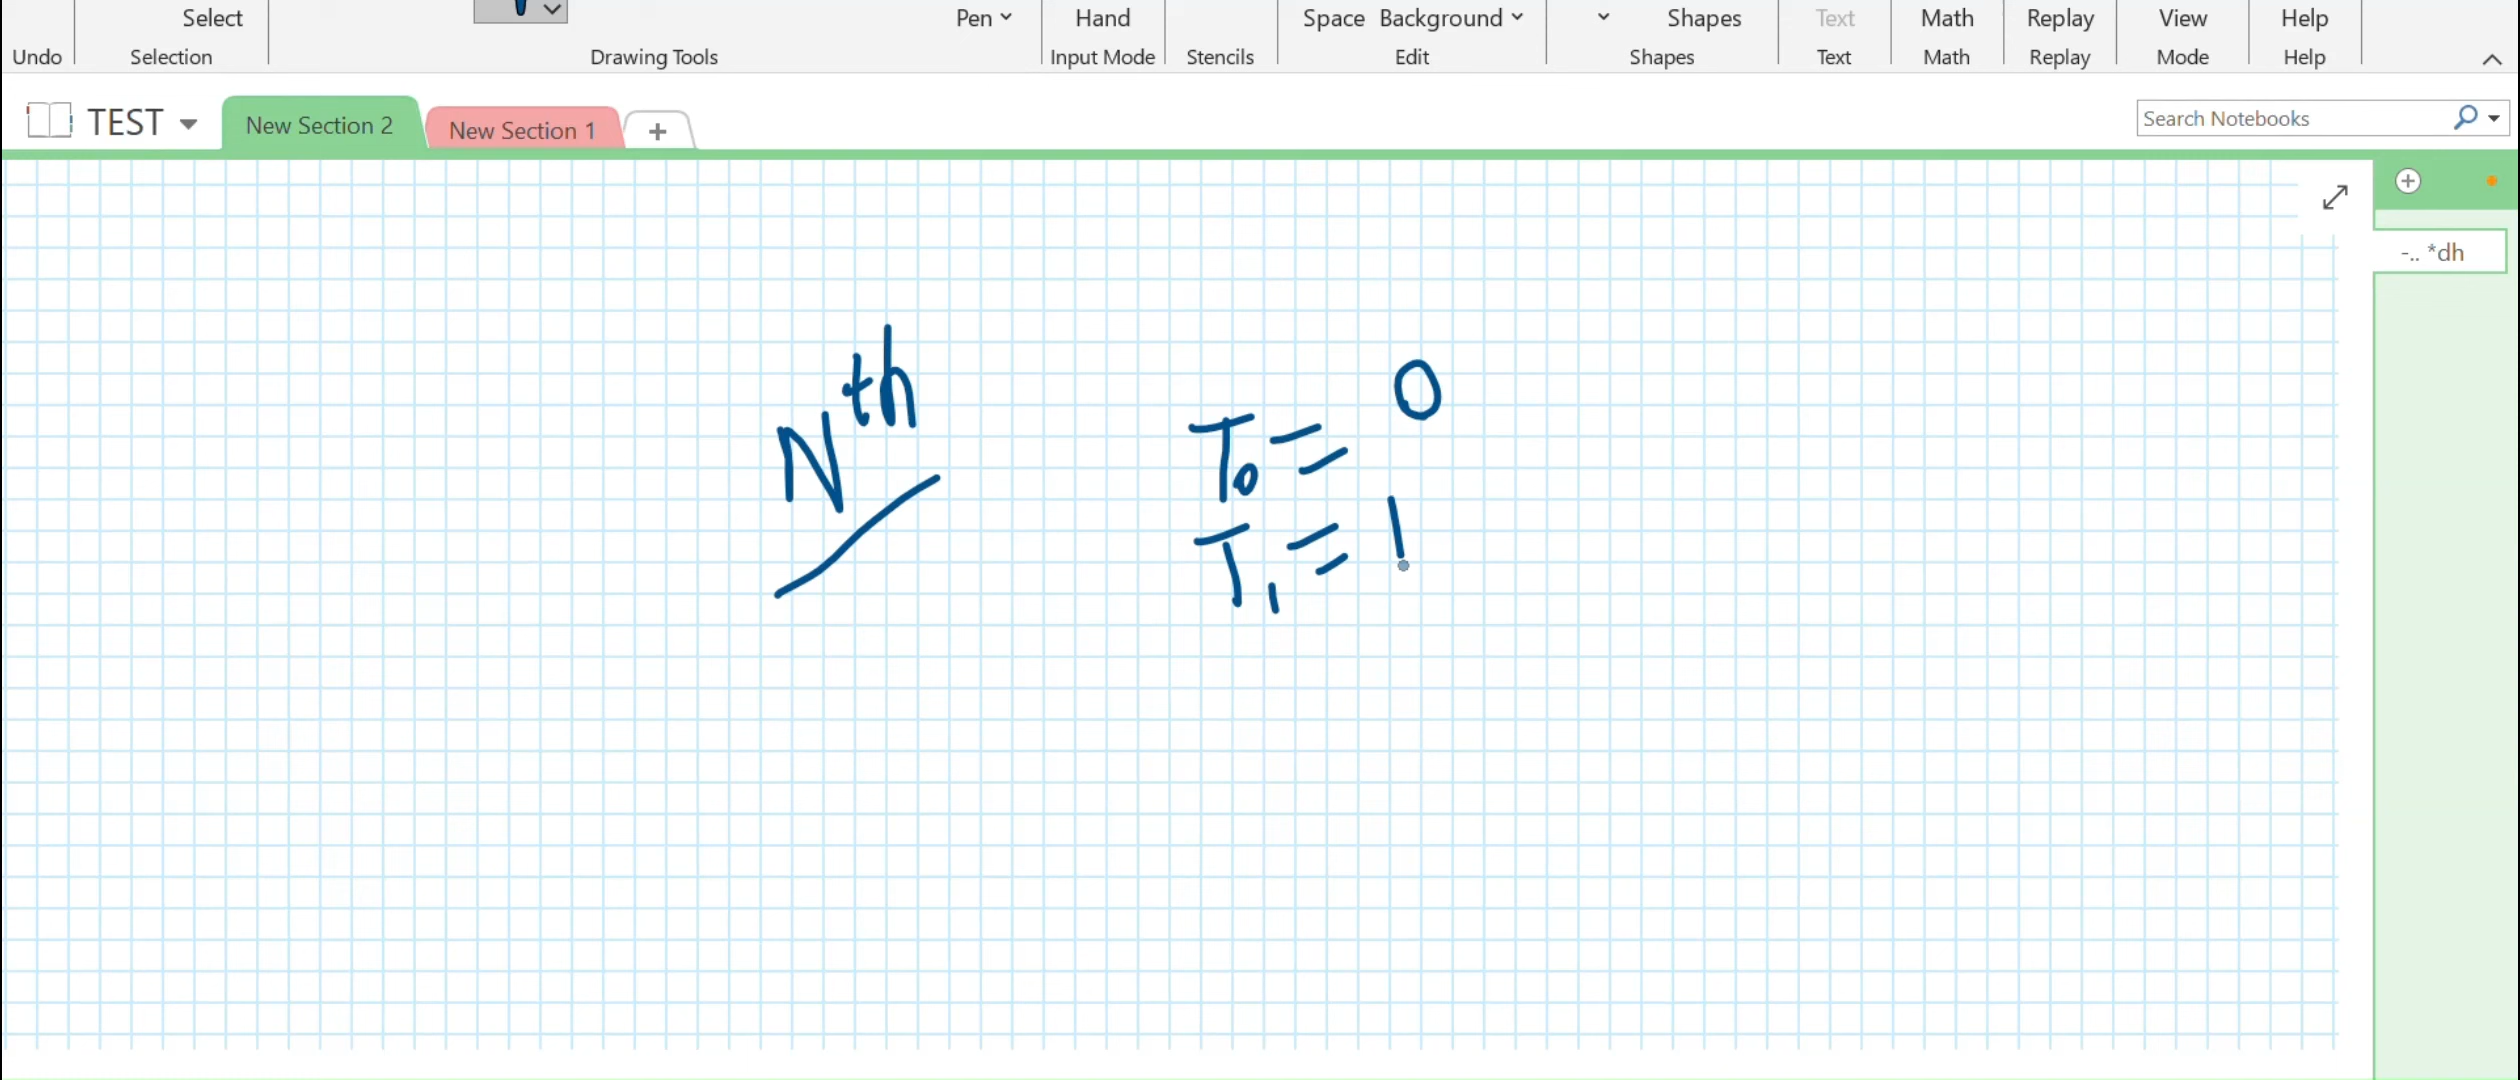 Select Pen Hand Space Background Shapes Text Math Replay View Help
Undo Selection Drawing Tools Input Mode Stencils Edit Shapes Text Math Replay Mode Help
TEST New Section 2 New Section 1 + Search Notebooks
-.. *dh
Nth
T0 = 0
T1 = 1